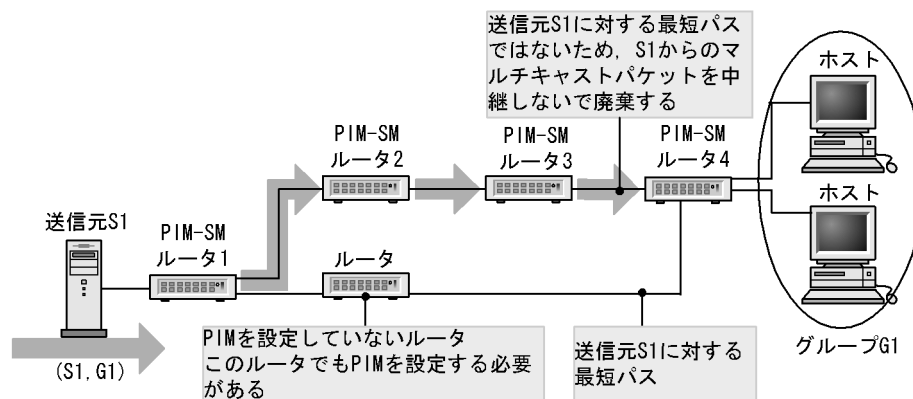 送信元S1に対する最短パス
ではないため，S1からのマ
ルチキャストパケットを中
継しないで廃棄する
ホスト
PIM-SM
ルータ2
PIM-SM
ルータ3
PIM-SM
ルータ4
ホスト
送信元S1
PIM-SM
ルータ1
ルータ
(S1,G1)
PIMを設定していないルータ
このルータでもPIMを設定する必要
がある
送信元S1に対する
最短パス
グループG1